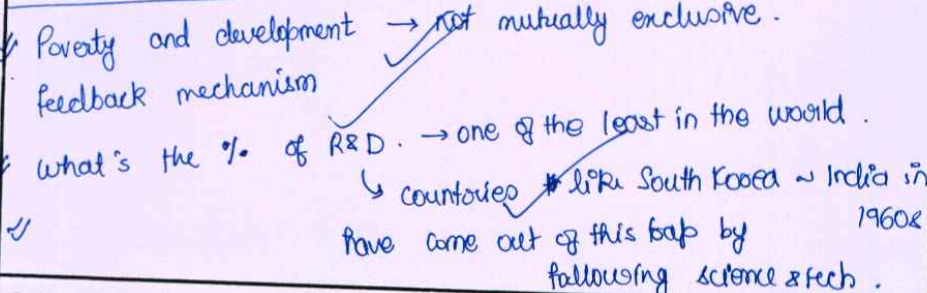 Poverty and development → not mutually exclusive.
feedback mechanism
What's the % of R&D. → one of the least in the world.
↳ countries like South Korea ~ India in 1960s
have come out of this trap by
following science & tech.